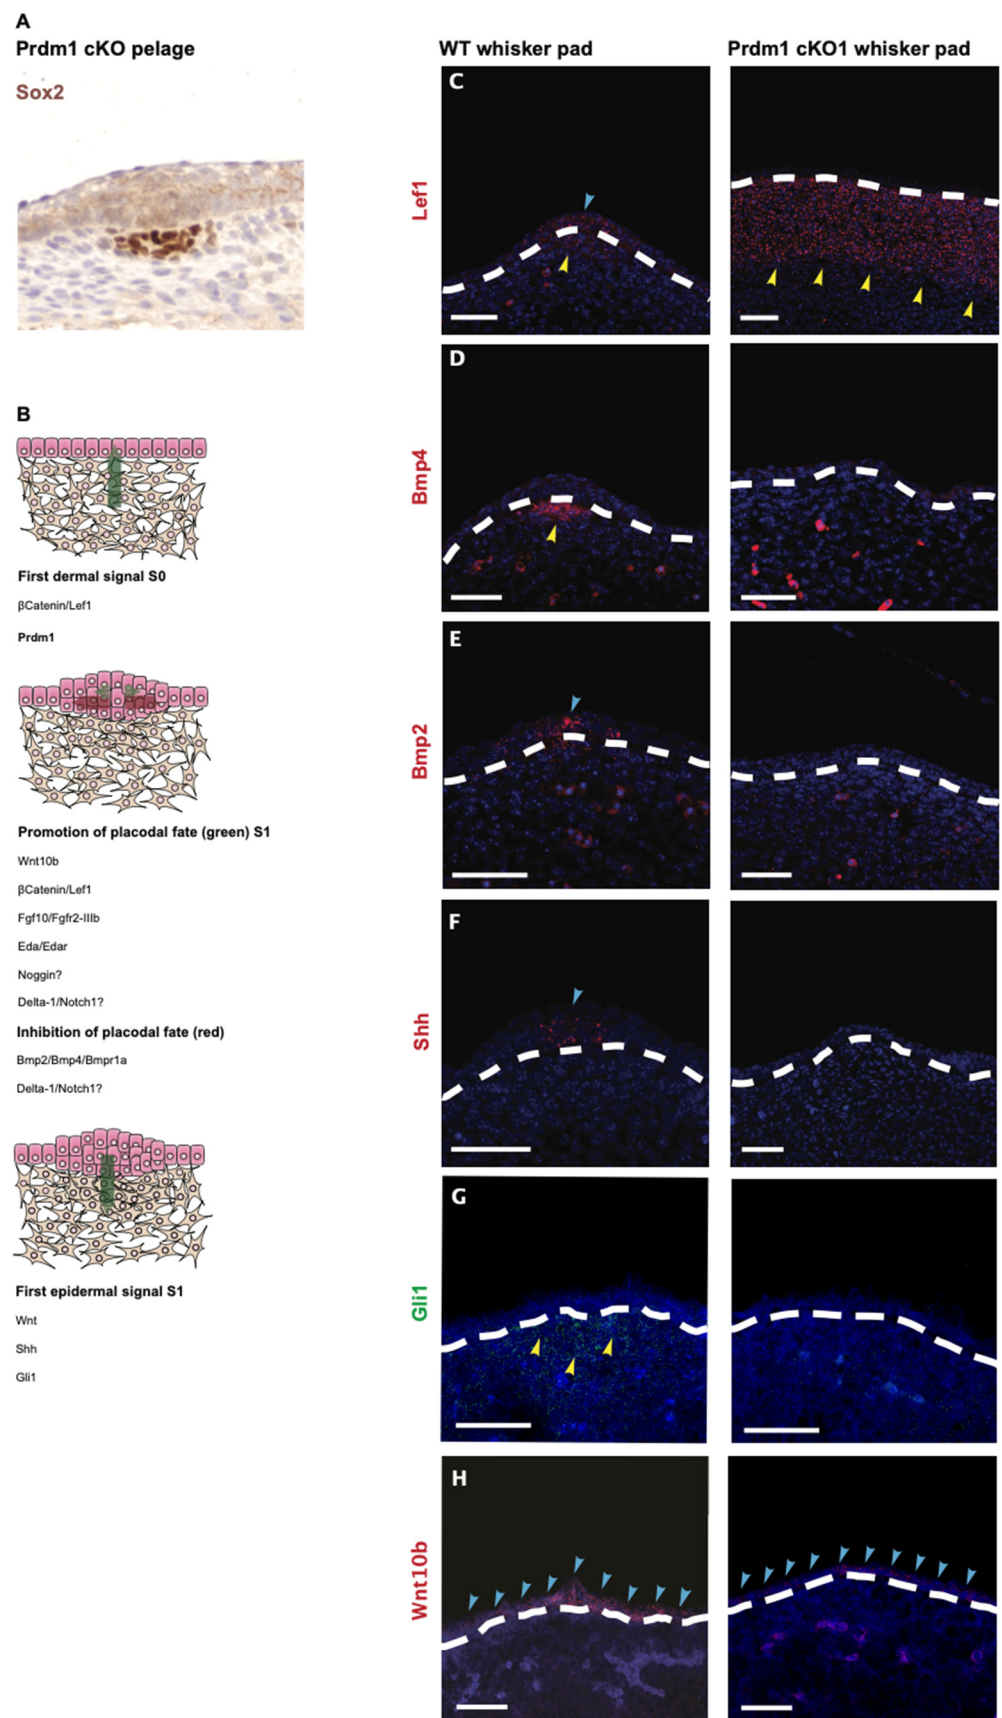 A
Prdm1 cKO pelage
Sox2
B
First dermal signal S0
βCatenin/Lef1
Prdm1
Promotion of placodal fate (green) S1
Wnt10b
βCatenin/Lef1
Fgf10/Fgfr2-IIIb
Eda/Edar
Noggin?
Delta-1/Notch1?
Inhibition of placodal fate (red)
Bmp2/Bmp4/Bmpr1a
Delta-1/Notch1?
First epidermal signal S1
Wnt
Shh
Gli1
WT whisker pad
Prdm1 cKO1 whisker pad
C
Lef1
D
Bmp4
E
Bmp2
F
Shh
G
Gli1
H
Wnt10b